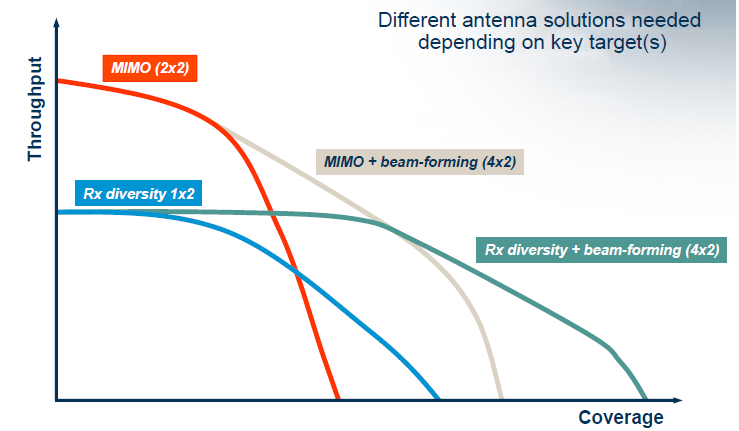 Different antenna solutions needed
depending on key target(s)
Throughput
MIMO (2x2)
MIMO + beam-forming (4x2)
Rx diversity 1x2
Rx diversity + beam-forming (4x2)
Coverage